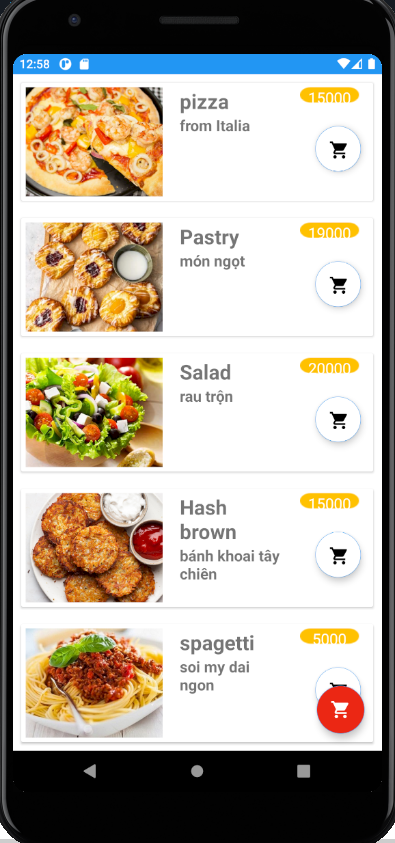 12:58
pizza
15000
from Italia
Pastry
19000
món ngọt
Salad
20000
rau trộn
Hash
brown
15000
bánh khoai tây
chiên
spagetti
5000
soi my dai
ngon